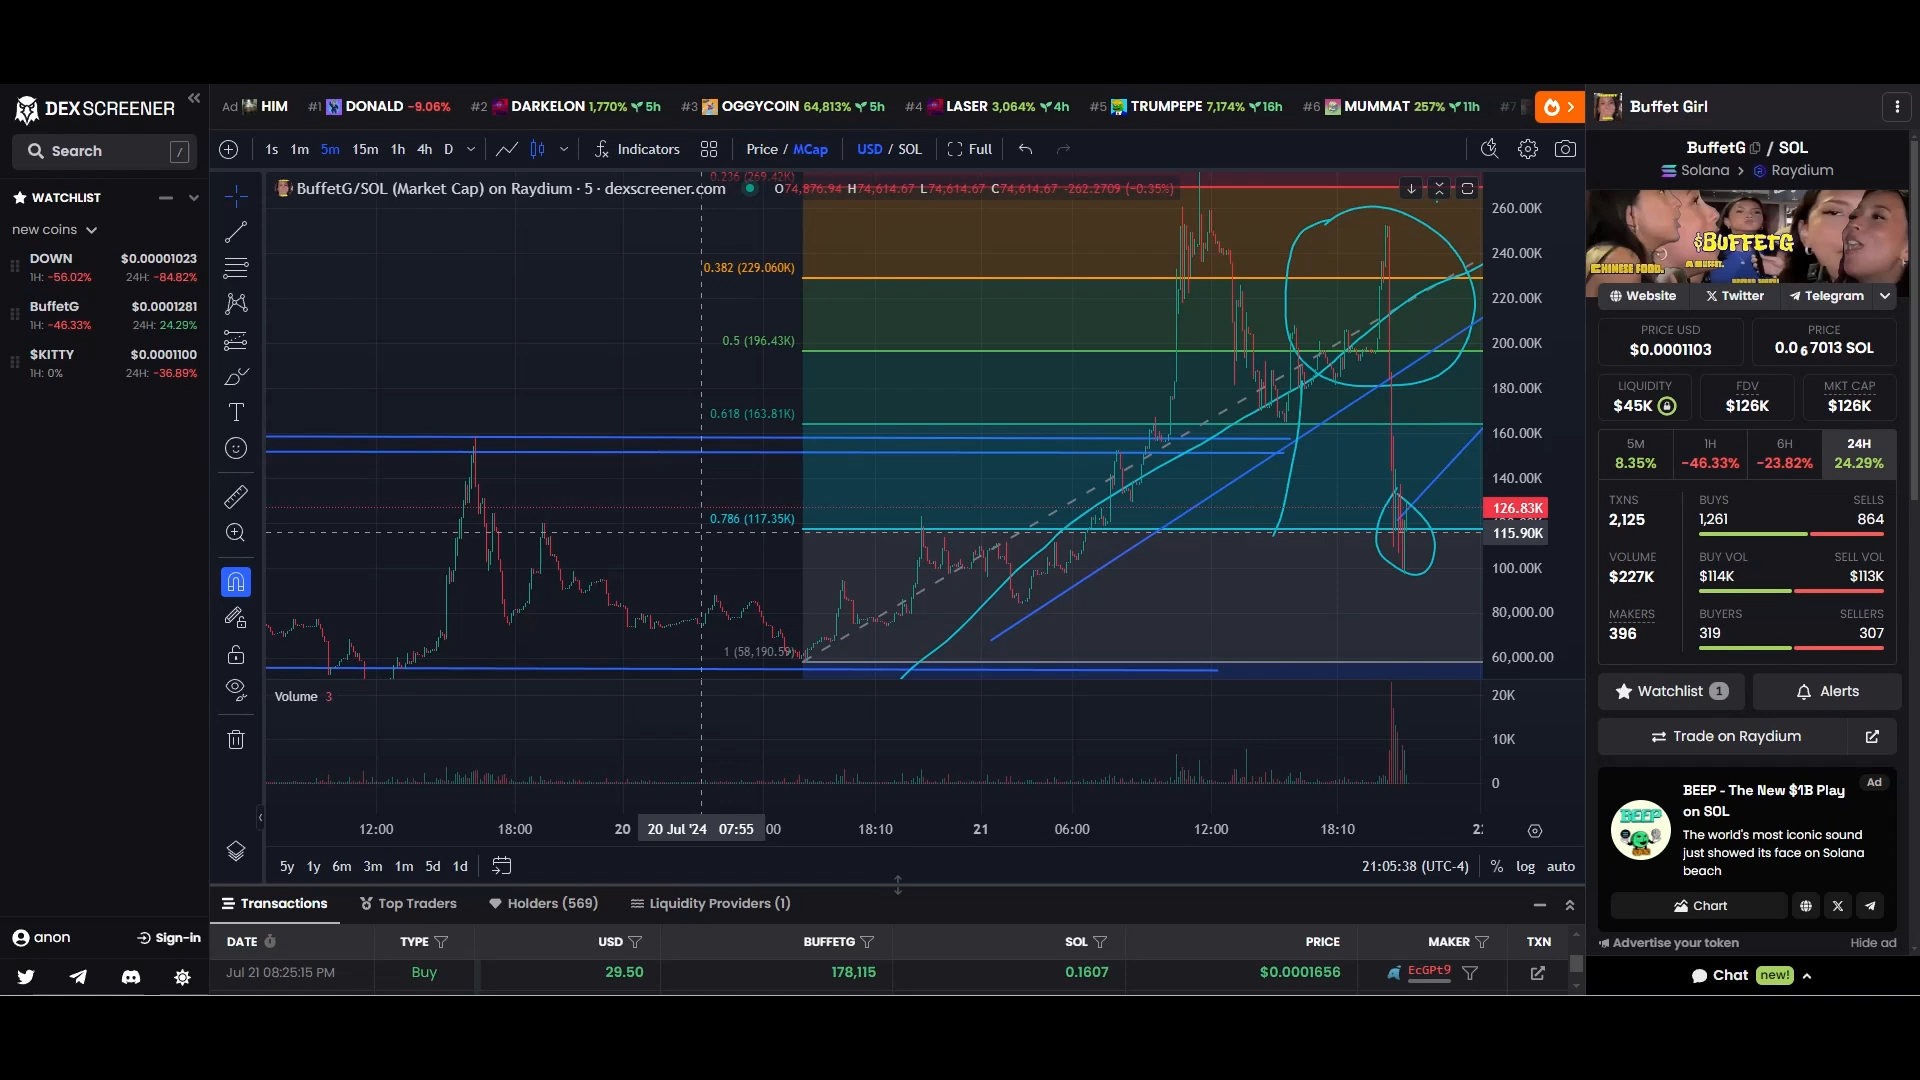 DEX SCREENER
Search /
WATCHLIST
new coins
DOWN $0.00001023
1H: -56.02% 24H: -84.82%
BuffetG $0.0001281
1H: -46.33% 24H: 24.29%
$KITTY $0.0001100
1H: 0% 24H: -36.89%
anon Sign-in
Ad HIM #1 DONALD -9.06% #2 DARKELON 1,770% 5h #3 OGGYCOIN 64,813% 5h #4 LASER 3,064% 4h #5 TRUMPEPE 7,174% 16h #6 MUMMAT 257% 11h #7
1s 1m 5m 15m 1h 4h D Indicators Price / MCap USD / SOL Full
0.236 (269.42K)
BuffetG/SOL (Market Cap) on Raydium · 5 · dexscreener.com O74,876.94 H74,614.67 L74,614.67 C74,614.67 -262.2709 (-0.35%)
0.382 (229.060K)
0.5 (196.43K)
0.618 (163.81K)
0.786 (117.35K)
1 (58,190.59)
260.00K
240.00K
220.00K
200.00K
180.00K
160.00K
140.00K
126.83K
115.90K
100.00K
80,000.00
60,000.00
Volume 3
20K
10K
0
12:00 18:00 20 20 Jul '24 07:55 00 18:10 21 06:00 12:00 18:10 22
5y 1y 6m 3m 1m 5d 1d 21:05:38 (UTC-4) % log auto
Transactions Top Traders Holders (569) Liquidity Providers (1)
DATE TYPE USD BUFFETG SOL PRICE MAKER TXN
Jul 21 08:25:15 PM Buy 29.50 178,115 0.1607 $0.0001656 EcGPt9
Buffet Girl
BuffetG / SOL
Solana > Raydium
$BUFFETG
CHINESE FOOD.
Website Twitter Telegram
PRICE USD PRICE
$0.0001103 0.0₆7013 SOL
LIQUIDITY FDV MKT CAP
$45K $126K $126K
5M 1H 6H 24H
8.35% -46.33% -23.82% 24.29%
TXNS BUYS SELLS
2,125 1,261 864
VOLUME BUY VOL SELL VOL
$227K $114K $113K
MAKERS BUYERS SELLERS
396 319 307
Watchlist 1 Alerts
Trade on Raydium
Ad
BEEP
BEEP - The New $1B Play
on SOL
The world's most iconic sound
just showed its face on Solana
beach
Chart
Advertise your token Hide ad
Chat new!